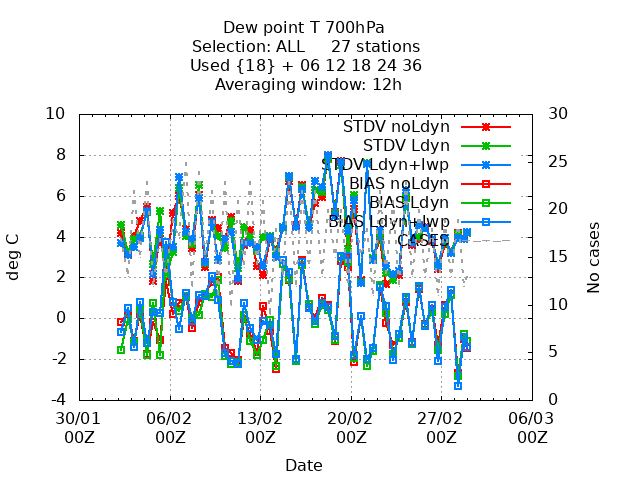 Dew point T 700hPa
Selection: ALL 27 stations
Used {18} + 06 12 18 24 36
Averaging window: 12h
10 30
STDV noLdyn
STDV Ldyn
8 25
STDV Ldyn+lwp
BIAS noLdyn
6 BIAS Ldyn 20
BIAS Ldyn+lwp
4 CASES
15
2
10
0
5
-2
-4 0
deg C
No cases
30/01 06/02 13/02 20/02 27/02 06/03
00Z 00Z 00Z 00Z 00Z 00Z
Date